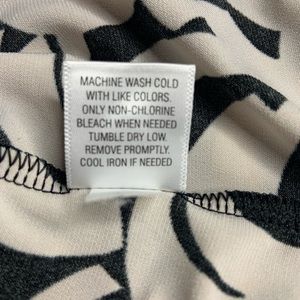 MACHINE WASH COLD
WITH LIKE COLORS.
ONLY NON-CHLORINE
BLEACH WHEN NEEDED
TUMBLE DRY LOW.
REMOVE PROMPTLY.
COOL IRON IF NEEDED